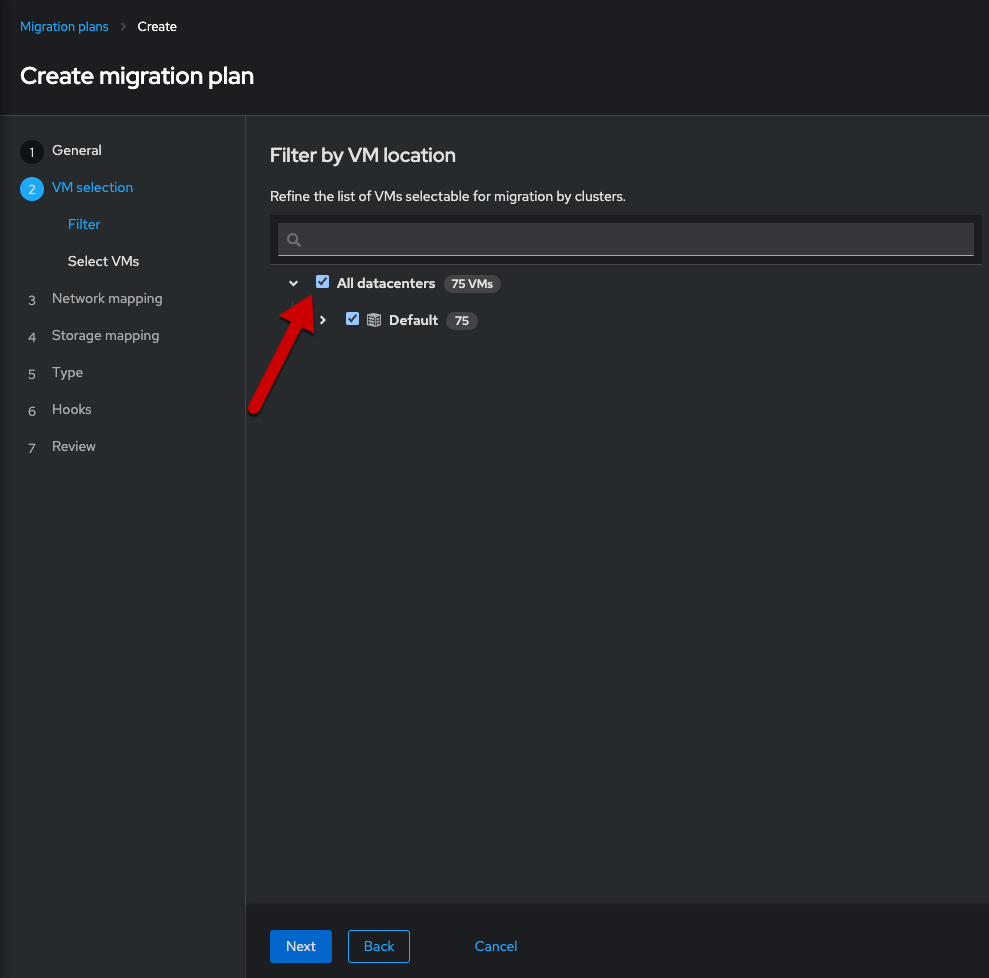 Migration plans > Create
Create migration plan
1 General
2 VM selection
Filter
Select VMs
3 Network mapping
4 Storage mapping
5 Type
6 Hooks
7 Review
Filter by VM location
Refine the list of VMs selectable for migration by clusters.
All datacenters 75 VMs
Default 75
Next Back Cancel